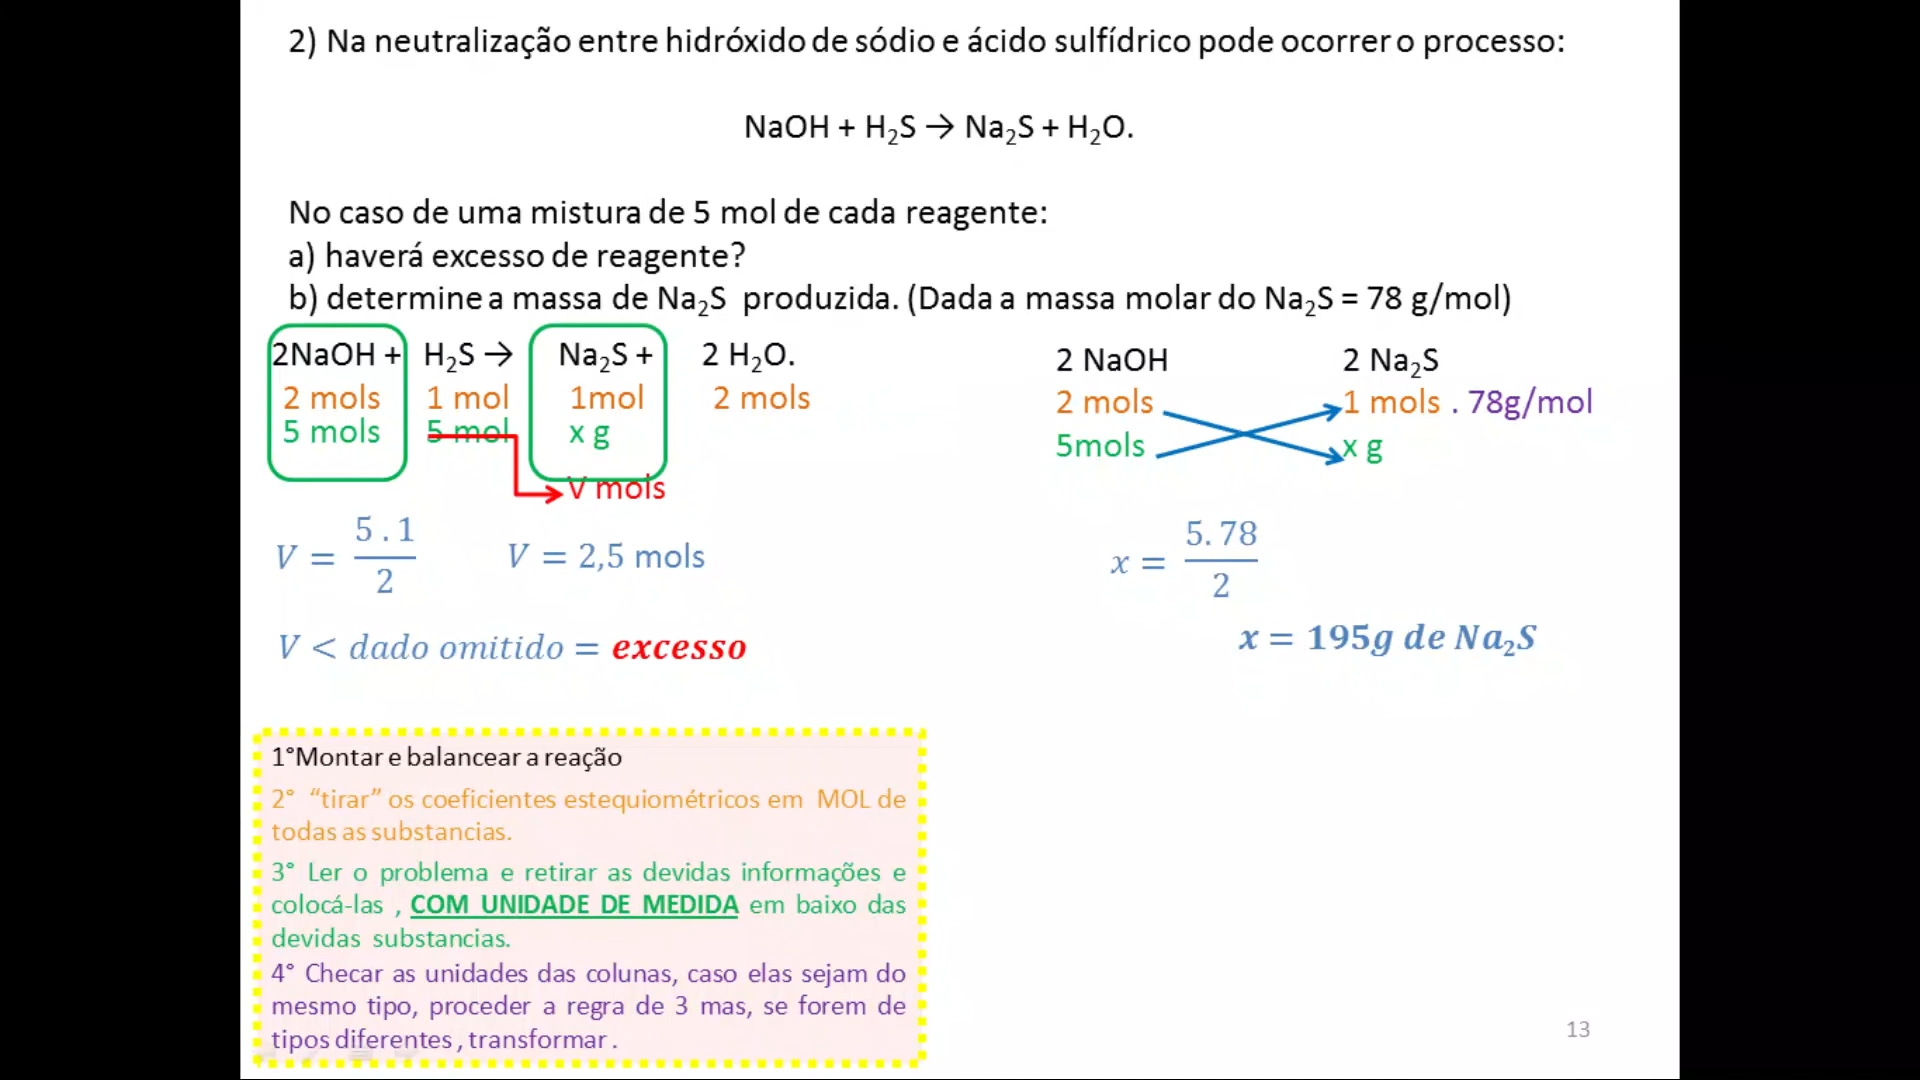 2) Na neutralização entre hidróxido de sódio e ácido sulfídrico pode ocorrer o processo:
NaOH + H₂S → Na₂S + H₂O.
No caso de uma mistura de 5 mol de cada reagente:
a) haverá excesso de reagente?
b) determine a massa de Na₂S produzida. (Dada a massa molar do Na₂S = 78 g/mol)
2NaOH + H₂S → Na₂S + 2 H₂O.
2 mols 1 mol 1mol 2 mols
5 mols 5 mol x g
V mols
V = 5 . 1 / 2 V = 2,5 mols
V < dado omitido = excesso
2 NaOH 2 Na₂S
2 mols 1 mols . 78g/mol
5mols x g
x = 5. 78 / 2
x = 195g de Na₂S
1°Montar e balancear a reação
2° “tirar” os coeficientes estequiométricos em MOL de
todas as substancias.
3° Ler o problema e retirar as devidas informações e
colocá-las , COM UNIDADE DE MEDIDA em baixo das
devidas substancias.
4° Checar as unidades das colunas, caso elas sejam do
mesmo tipo, proceder a regra de 3 mas, se forem de
tipos diferentes , transformar .
13